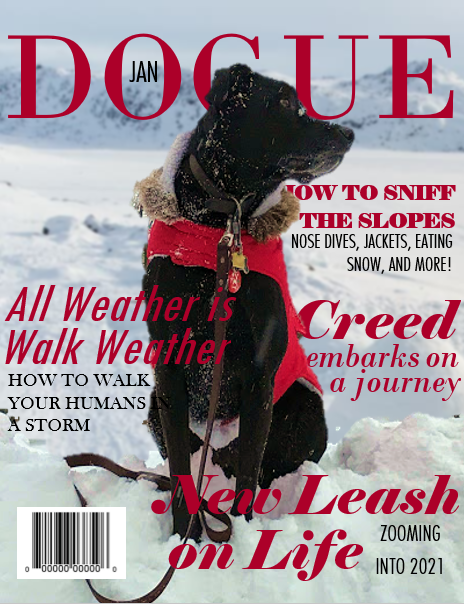 DOGUE
JAN
HOW TO SNIFF
THE SLOPES
NOSE DIVES, JACKETS, EATING
SNOW, AND MORE!
All Weather is
Walk Weather
HOW TO WALK
YOUR HUMANS IN
A STORM
Creed
embarks on
a journey
New Leash
on Life
ZOOMING
INTO 2021
0 00000 00000 0